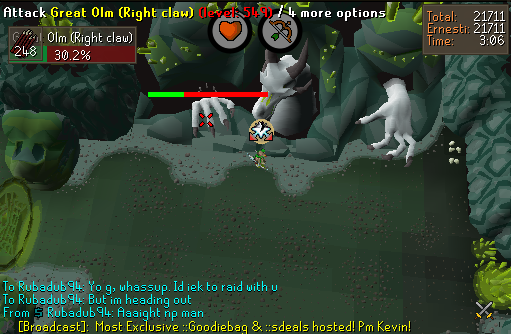 Attack Great Olm (Right claw) (level: 549) / 4 more options
Olm (Right claw)
248
30.2%
Total: 21711
Ernesti: 21711
Time: 3:06
To Rubadub94: Yo g, whassup. Id iek to raid with u
To Rubadub94: But im heading out
From Rubadub94: Aaaight np man
[Broadcast]: Most Exclusive ::Goodiebag & ::sdeals hosted! Pm Kevin!